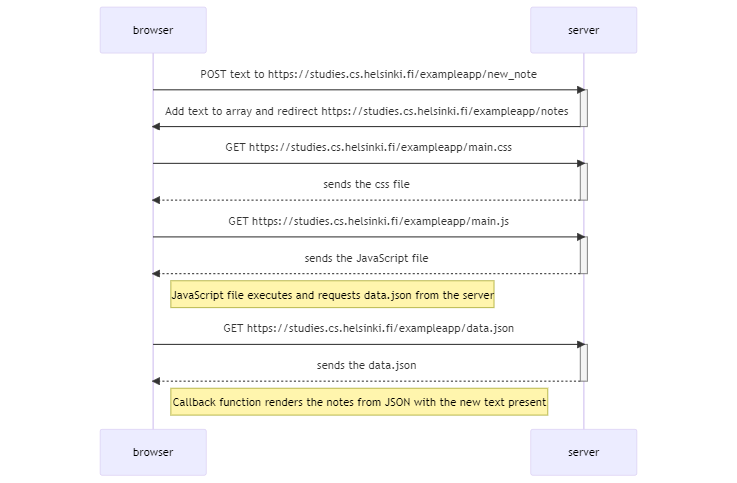 browser server
POST text to https://studies.cs.helsinki.fi/exampleapp/new_note
Add text to array and redirect https://studies.cs.helsinki.fi/exampleapp/notes
GET https://studies.cs.helsinki.fi/exampleapp/main.css
sends the css file
GET https://studies.cs.helsinki.fi/exampleapp/main.js
sends the JavaScript file
JavaScript file executes and requests data.json from the server
GET https://studies.cs.helsinki.fi/exampleapp/data.json
sends the data.json
Callback function renders the notes from JSON with the new text present
browser server